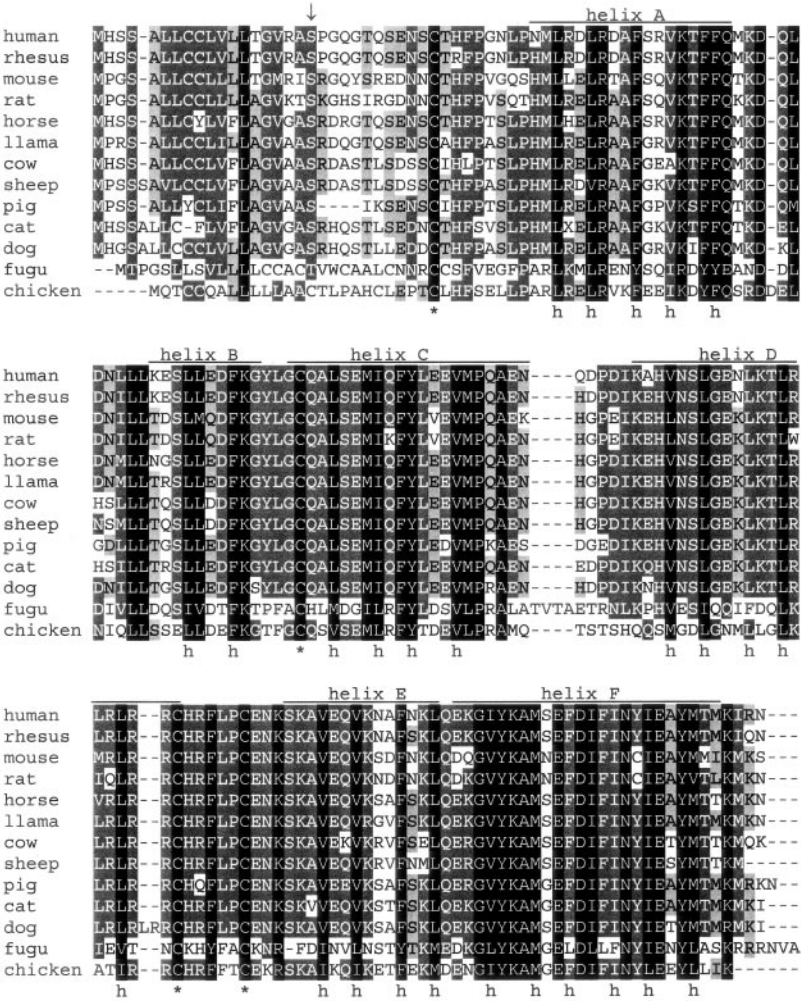 ↓ helix A
human MHSS-ALLCCLVLLTGVRASPGQGTQSENSCTHFPGNLPNMLRDLRDAFSRVKTFFQMKD-QL
rhesus MHSS-ALLCCLVLLTGVRASPGQGTQSENSCTRFPGNLPHMLRDLRDAFSRVKTFFQMKD-QL
mouse MPGS-ALLCCLLLLTGMRISRGQYSREDNNCTHFPVGQSHMLLELRTAFSQVKTFFQTKD-QL
rat MPGS-ALLCCLLLLAGVKTSKGHSIRGDNNCTHFPVSQTHMLRELRAAFSQVKTFFQMKD-QL
horse MHSS-ALLCYLVFLAGVGASRDRGTQSENSCTHFPTSLPHMLHELRAAFSRVKTFFQMKD-QL
llama MPRS-ALLCCLILLAGVAASRDQGTQSENSCAHFPASLPHMLRELRAAFGRVKTFFQMKD-QL
cow MHSS-ALLCCLVFLAGVAASRDASTLSDSSCIHLPTSLPHMLRELRAAFGEAKTFFQMKD-QL
sheep MPSSSAVLCCLVFLAGVAASRDASTLSDSSCTHFPASLPHMLRDVRAAFGKVKTFFQMKD-QL
pig MPSS-ALLYCLIFLAGVAAS----IKSENSCIHFPTSLPHMLRELRAAFGPVKSFFQTKD-QM
cat MHSSALLC-FLVFLAGVGASRHQSTLSEDNCTHFSVSLPHMLXELRAAFGKVKTFFQTKD-EL
dog MHGSALLCCCLVLLAGVGASRHQSTLLEDDCTHFPASLPHMLRELRAAFGRVKIFFQMKD-KL
fugu --MTPGSLLSVLLLLLCCACTVWCAALCNNRCCSFVEGFPARLKMLRENYSQIRDYYEAND-DL
chicken -----MQTCCQALLLLLAACTLPAHCLEPTCLHFSELLPARLRELRVKFEEIKDYFQSRDDEL
* h h h h h
helix B helix C helix D
human DNLLLKESLLEDFKGYLGCQALSEMIQFYLEEVMPQAEN----QDPDIKAHVNSLGENLKTLR
rhesus DNILLKESLLEDFKGYLGCQALSEMIQFYLEEVMPQAEN----HDPDIKEHVNSLGENLKTLR
mouse DNILLTDSLMQDFKGYLGCQALSEMIQFYLVEVMPQAEK----HGPEIKEHLNSLGEKLKTLR
rat DNILLTDSLLQDFKGYLGCQALSEMIKFYLVEVMPQAEN----HGPEIKEHLNSLGEKLKTLW
horse DNMLLNGSLLEDFKGYLGCQALSEMIQFYLEEVMPQAEN----HGPDIKEHVNSLGEKLKTLR
llama DNMLLTRSLLEDFKGYLGCQALSEMIQFYLEEVMPQAEN----HGPDIKEHVNSLGEKLKTLR
cow HSLLLTQSLLDDFKGYLGCQALSEMIQFYLEEVMPQAEN----HGPDIKEHVNSLGEKLKTLR
sheep NSMLLTQSLLDDFKGYLGCQALSEMIQFYLEEVMPQAEN----HGPDIKEHVNSLGEKLKTLR
pig GDLLLTGSLLEDFKGYLGCQALSEMIQFYLEDVMPKAES----DGEDIKEHVNSLGEKLKTLR
cat HSILLTRSLLEDFKGYLGCQALSEMIQFYLEEVMPQAEN----EDPDIKQHVNSLGEKLKTLR
dog DNILLTGSLLEDFKSYLGCQALSEMIQFYLEEVMPRAEN----HDPDIKNHVNSLGEKLKTLR
fugu DIVLLDQSIVDTFKTPFACHLMDGILRFYLDSVLPRALATVTAETRNLKPHVESIQQIFDQLK
chicken NIQLLSSELLDEFKGTFGCQSVSEMLRFYTDEVLPRAMQ----TSTSHQQSMGDLGNMLLGLK
h h * h h h h h h h h
helix E helix F
human LRLR--RCHRFLPCENKSKAVEQVKNAFNKLQEKGIYKAMSEFDIFINYIEAYMTMKIRN---
rhesus LRLR--RCHRFLPCENKSKAVEQVKNAFSKLQEKGVYKAMSEFDIFINYIEAYMTMKIQN---
mouse MRLR--RCHRFLPCENKSKAVEQVKSDFNKLQDQGVYKAMNEFDIFINCIEAYMMIKMKS---
rat IQLR--RCHRFLPCENKSKAVEQVKNDFNKLQDKGVYKAMNEFDIFINCIEAYVTLKMKN---
horse VRLR--RCHRFLPCENKSKAVEQVKSAFSKLQEKGVYKAMSEFDIFINYIEAYMTTKMKN---
llama LRLR--RCHRFLPCENKSKAVEQVRGVFSKLQEKGVYKAMSEFDIFINYIEAYMTMKMKN---
cow LRLR--RCHRFLPCENKSKAVEKVKRVFSELQERGVYKAMSEFDIFINYIETYMTTKMQK---
sheep LRLR--RCHRFLPCENKSKAVEQVKRVFNMLQERGVYKAMSEFDIFINYIESYMTTKM-----
pig LRLR--RCHQFLPCENKSKAVEEVKSAFSKLQERGVYKAMGEFDIFINYIEAYMTMKMRKN--
cat LRLR--RCHRFLPCENKSKVVEQVKSTFSKLQEKGVYKAMGEFDIFINYIEAYMTMKMKI---
dog LRLRLRRCHRFLPCENKSKAVEQVKSAFSKLQEKGVYKAMSEFDIFINYIEAYMTMKMKI---
fugu IEVT--NCKHYFACKNR-FDINVLNSTYTKMEDKGLYKAMGELDLLFNYIENYLASKRRRNVA
chicken ATIR--RCHRFFTCEKRSKAIKQIKETFEKMDENGIYKAMGEFDIFINYLEEYLLIK------
h * * h h h h h h h h h